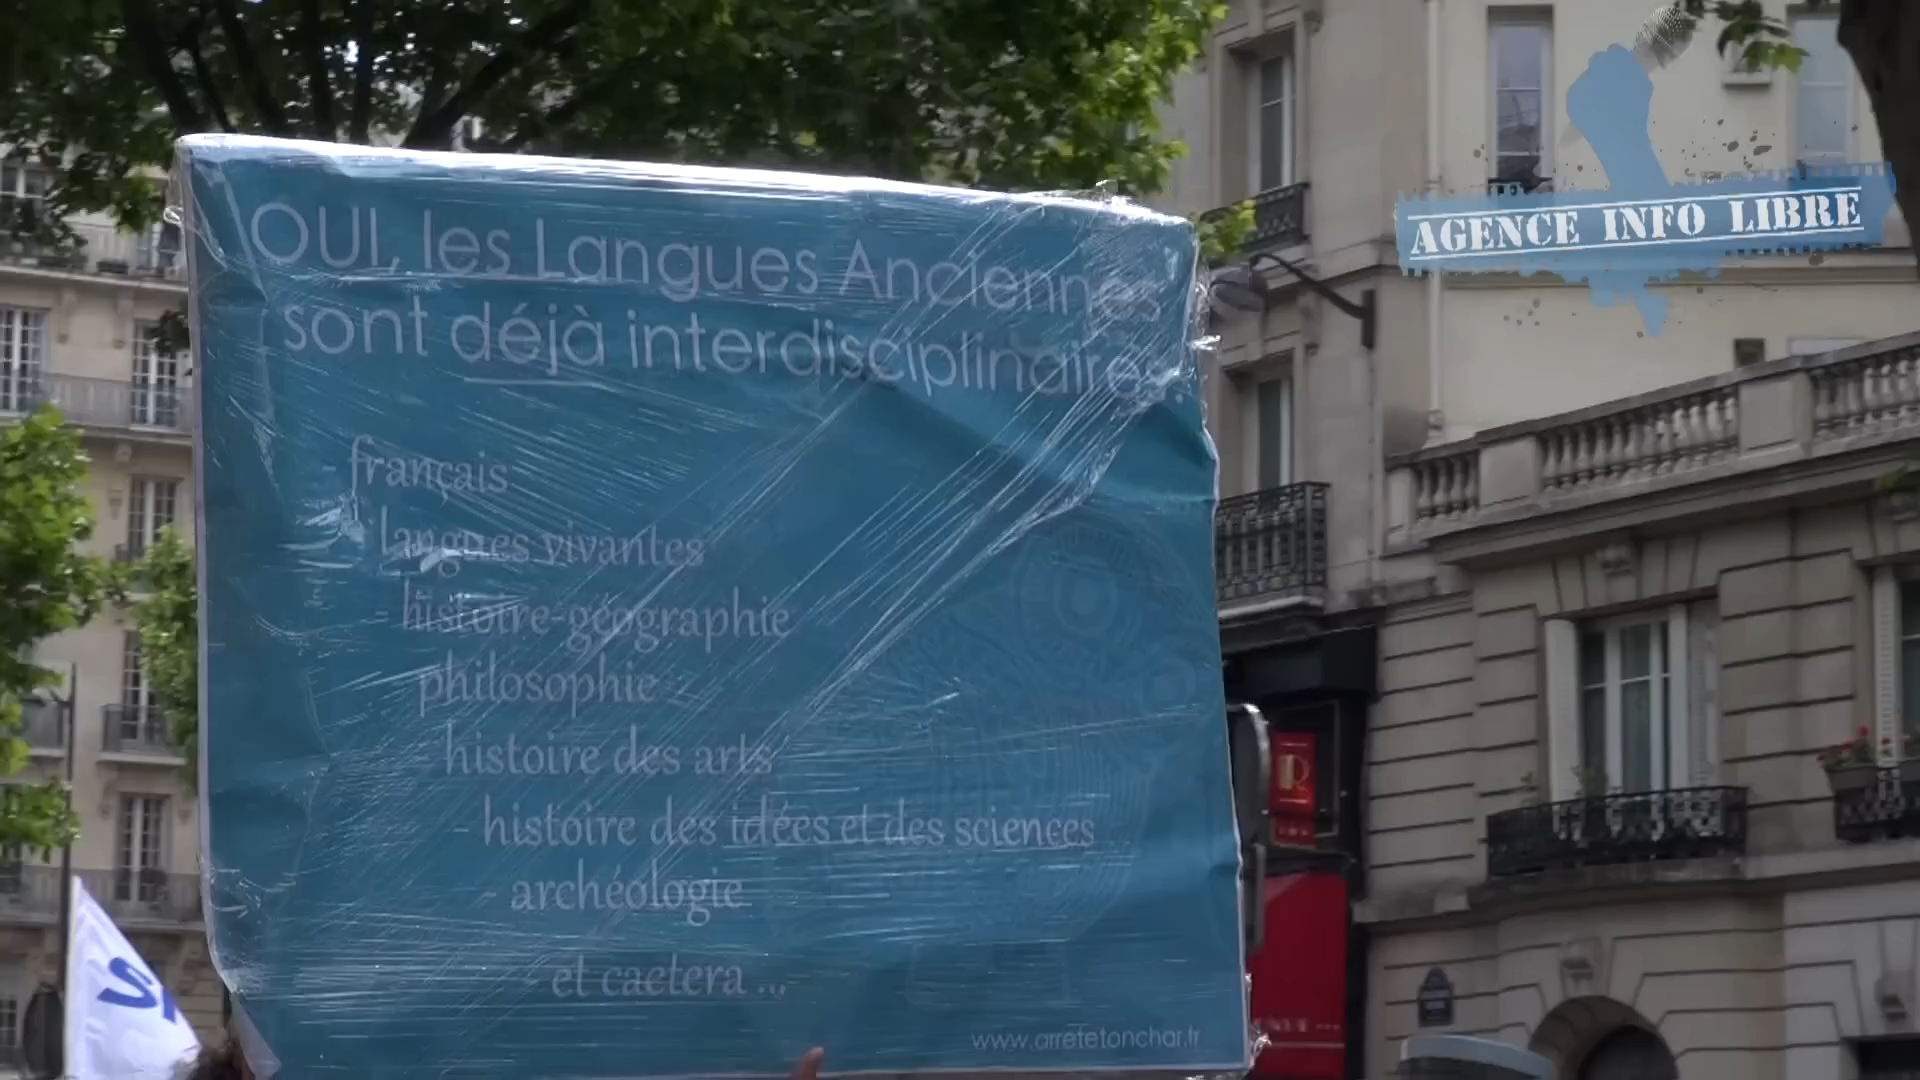 AGENCE INFO LIBRE
OUI, les Langues Anciennes
sont déjà interdisciplinaires :
- français
- langues vivantes
- histoire-géographie
- philosophie
- histoire des arts
- histoire des idées et des sciences
- archéologie
- et caetera ...
www.arretetonchar.fr